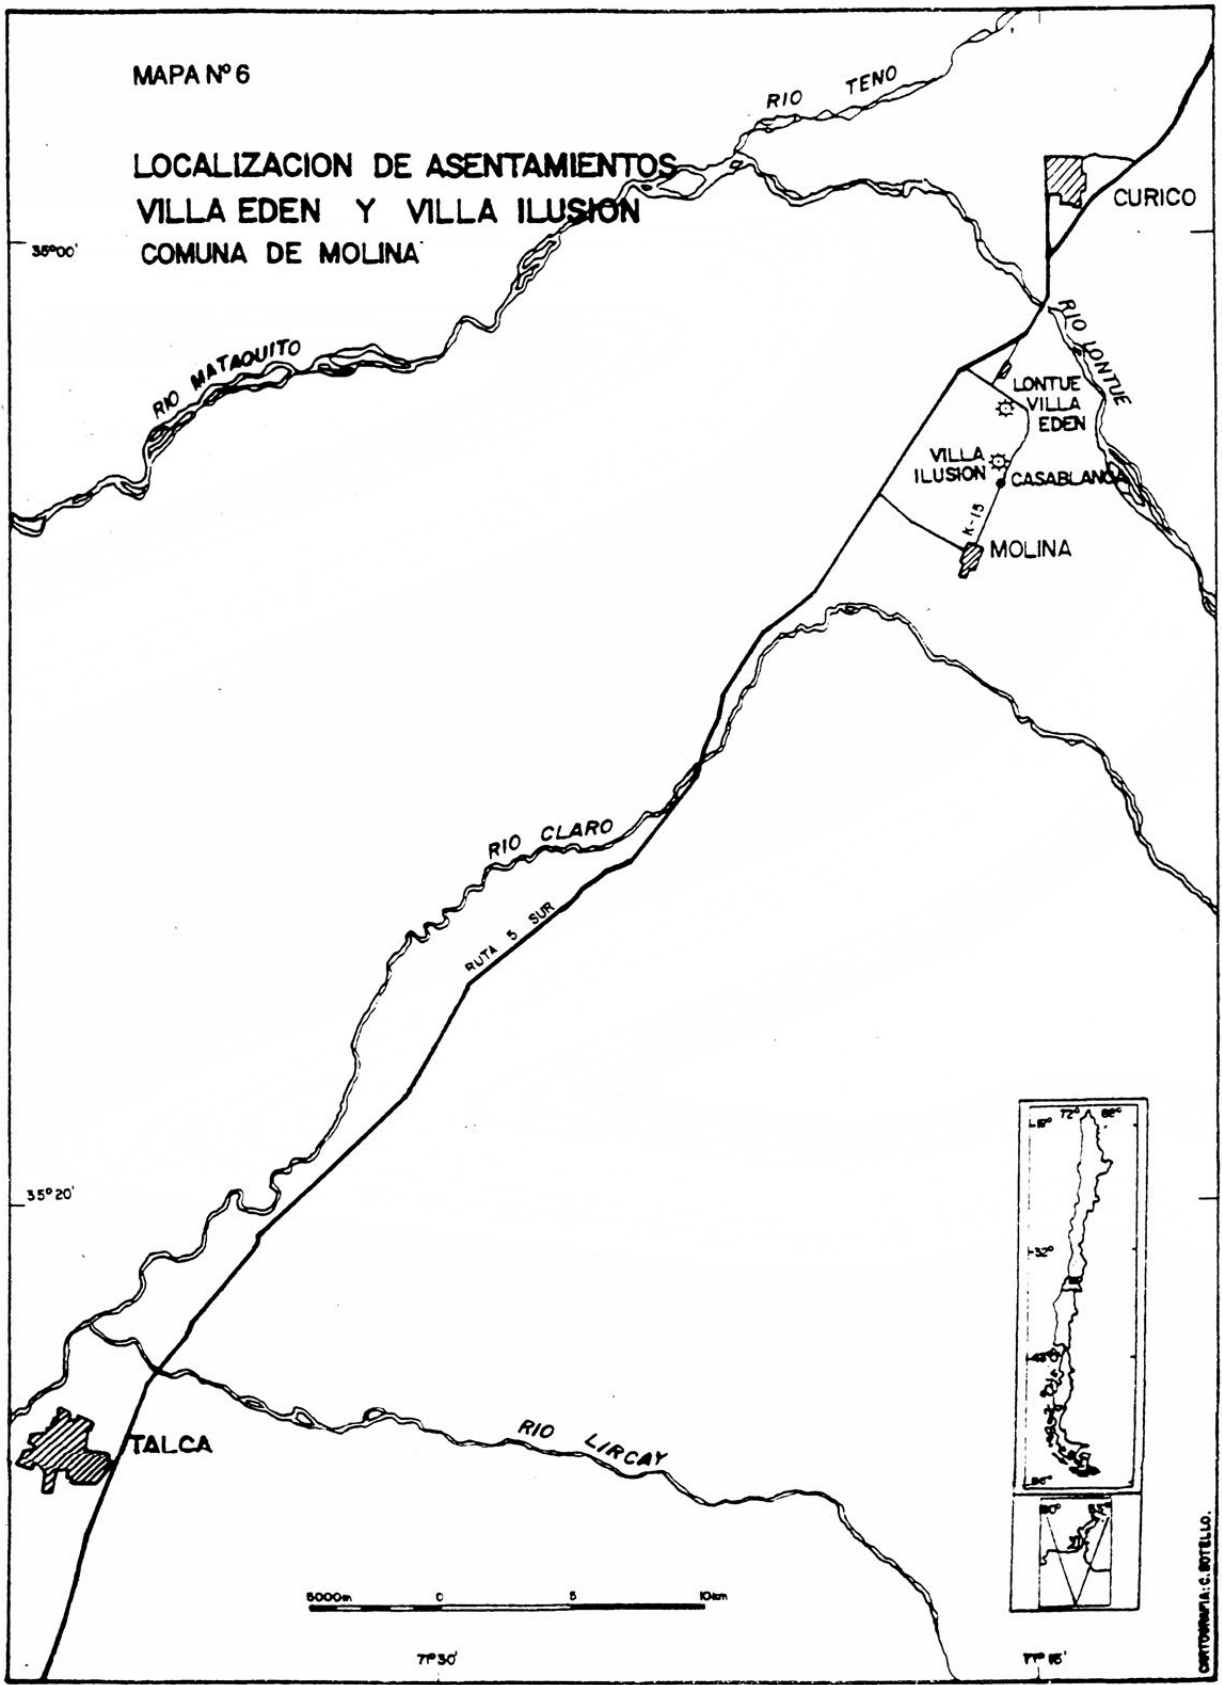 MAPA Nº 6
LOCALIZACION DE ASENTAMIENTOS
VILLA EDEN Y VILLA ILUSION
COMUNA DE MOLINA
RIO TENO
CURICO
35º00'
RIO MATAQUITO
RIO LONTUE
LONTUE
VILLA
EDEN
VILLA
ILUSION
CASABLANCA
K-15
MOLINA
RIO CLARO
RUTA 5 SUR
72º
35º20'
32º
TALCA
RIO LIRCAY
5000m 0 5 10km
71º30'
CARTOGRAFIA: C. BOTELLO.